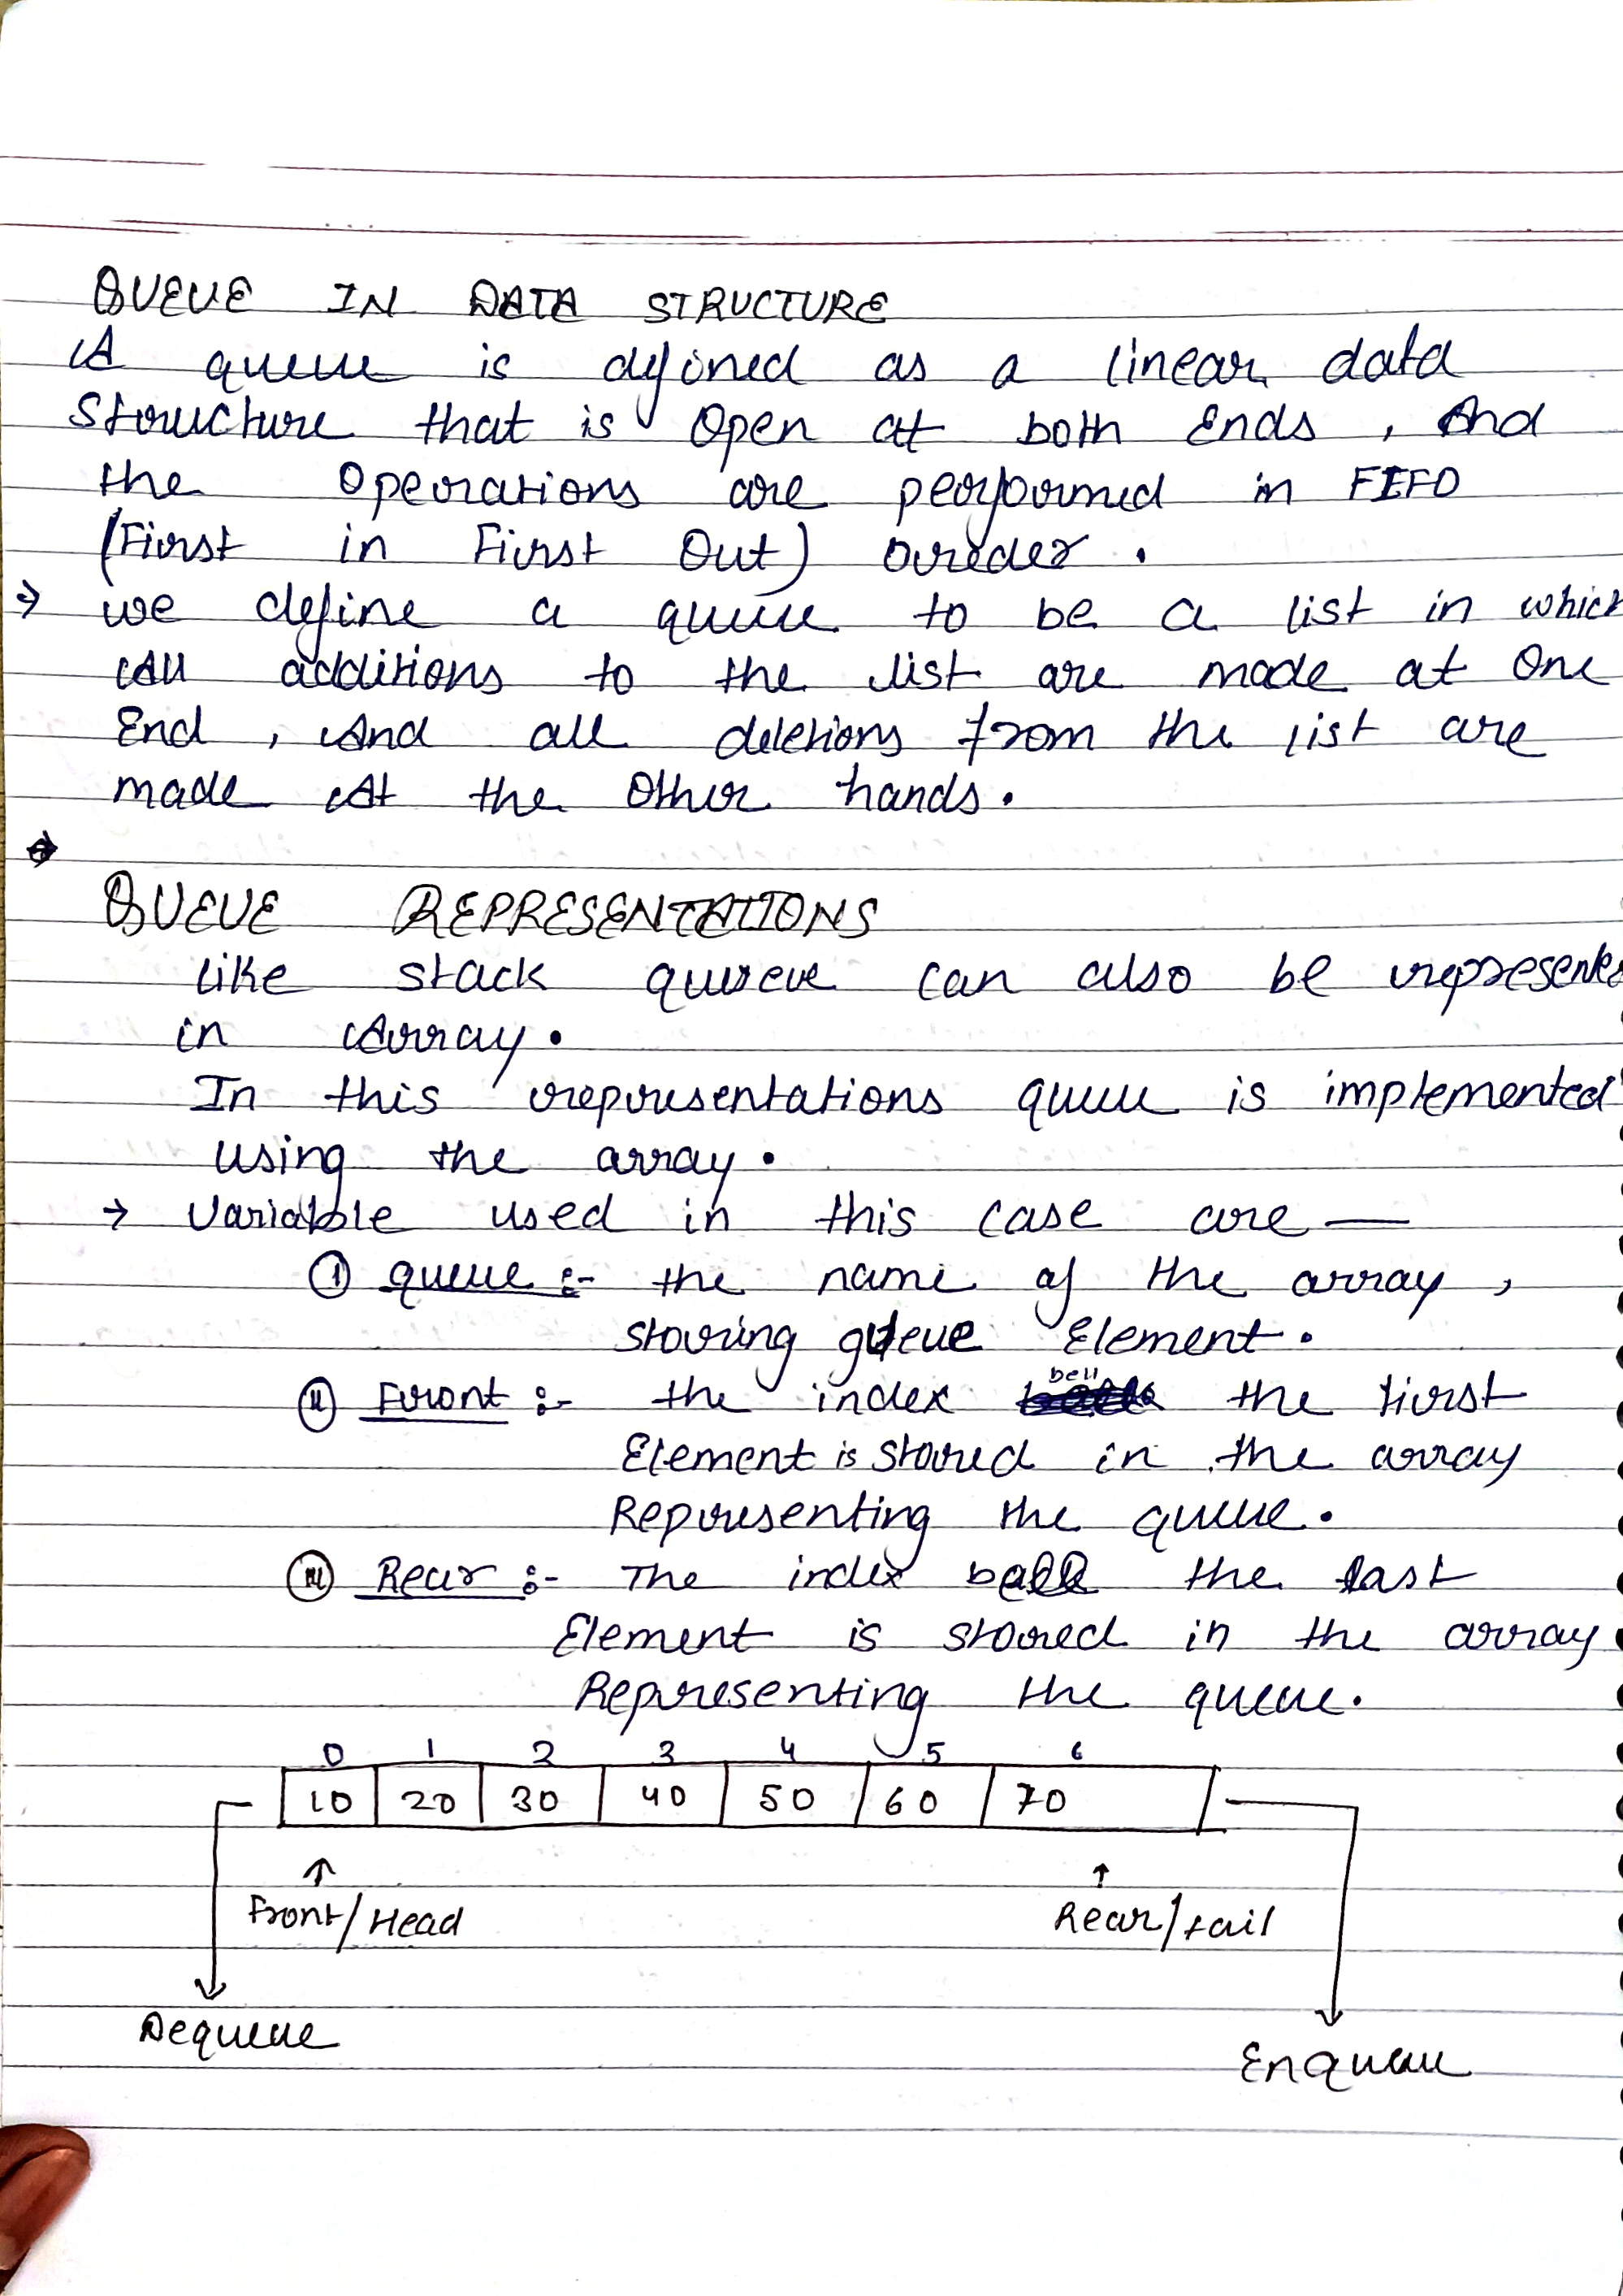 QUEUE IN DATA STRUCTURE
A queue is defined as a linear data
structure that is open at both Ends, And
the Operations are performed in FIFO
(First in First Out) oureder.
→ we define a queue to be a list in which
All additions to the list are made at One
End, And all deletions from the list are
made At the Other hands.
QUEUE REPRESENTATIONS
like stack queue can also be represente
in Array.
In this representations queue is implemented
using the array.
→ Variable used in this case are —
(i) queue :- the name of the array,
storing queue Element.
(ii) Front :- the index bell the first
Element is stored in the array
Representing the queue.
(iii) Rear :- The index bell the last
Element is stored in the array
Representing the queue.
0 1 2 3 4 5 6
10 20 30 40 50 60 70
↑ ↑
Front/Head Rear/tail
Dequeue
Enqueue